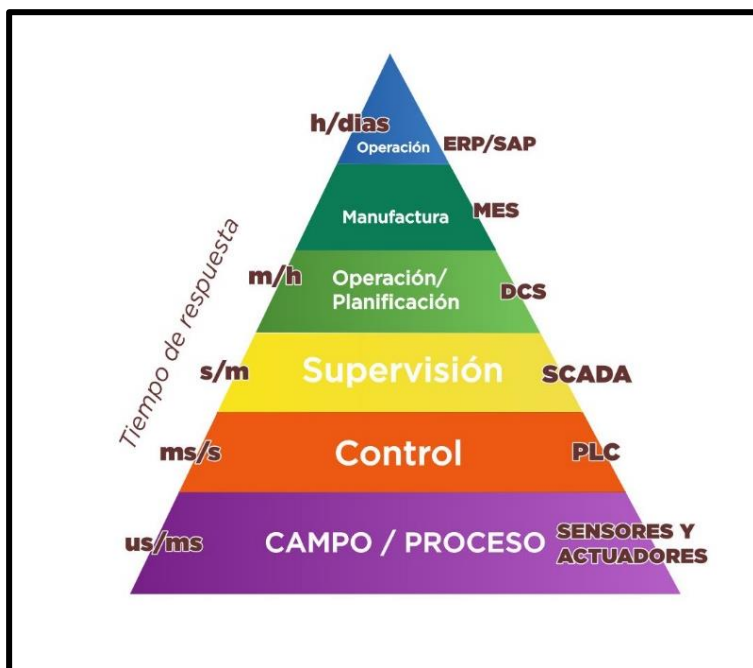 h/dias
Operación
ERP/SAP
Manufactura
MES
m/h
Operación/
Planificación
DCS
s/m
Supervisión
SCADA
ms/s
Control
PLC
us/ms
CAMPO / PROCESO
SENSORES Y
ACTUADORES
Tiempo de respuesta